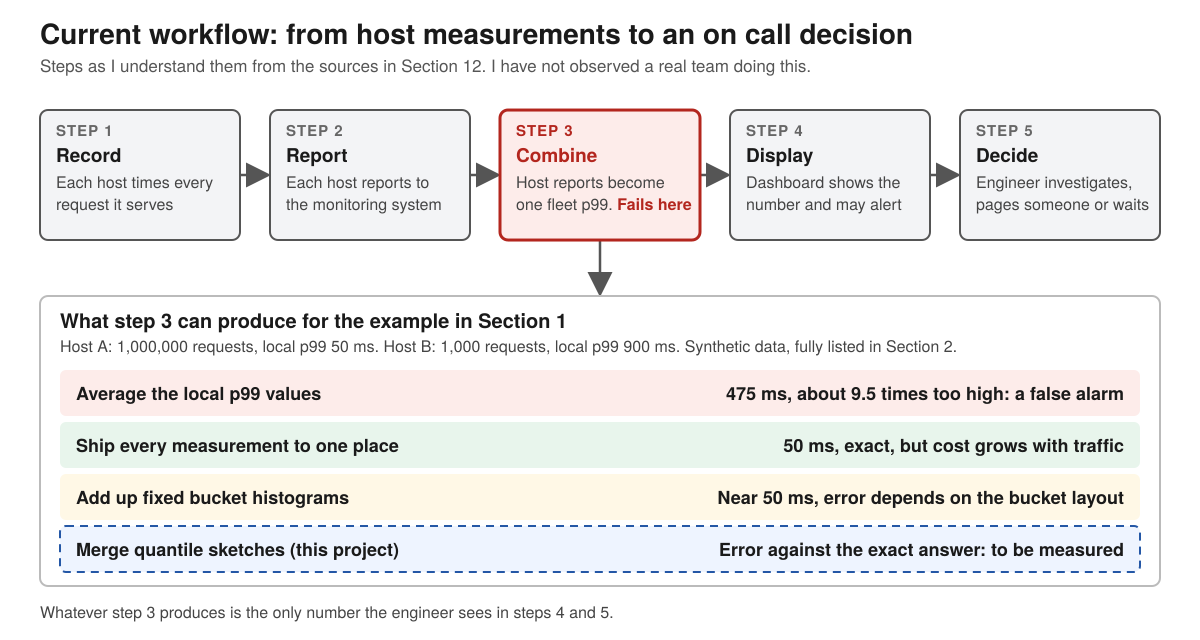 Current workflow: from host measurements to an on call decision
Steps as I understand them from the sources in Section 12. I have not observed a real team doing this.
STEP 1
Record
Each host times every
request it serves
STEP 2
Report
Each host reports to
the monitoring system
STEP 3
Combine
Host reports become
one fleet p99. Fails here
STEP 4
Display
Dashboard shows the
number and may alert
STEP 5
Decide
Engineer investigates,
pages someone or waits
What step 3 can produce for the example in Section 1
Host A: 1,000,000 requests, local p99 50 ms. Host B: 1,000 requests, local p99 900 ms. Synthetic data, fully listed in Section 2.
Average the local p99 values
475 ms, about 9.5 times too high: a false alarm
Ship every measurement to one place
50 ms, exact, but cost grows with traffic
Add up fixed bucket histograms
Near 50 ms, error depends on the bucket layout
Merge quantile sketches (this project)
Error against the exact answer: to be measured
Whatever step 3 produces is the only number the engineer sees in steps 4 and 5.